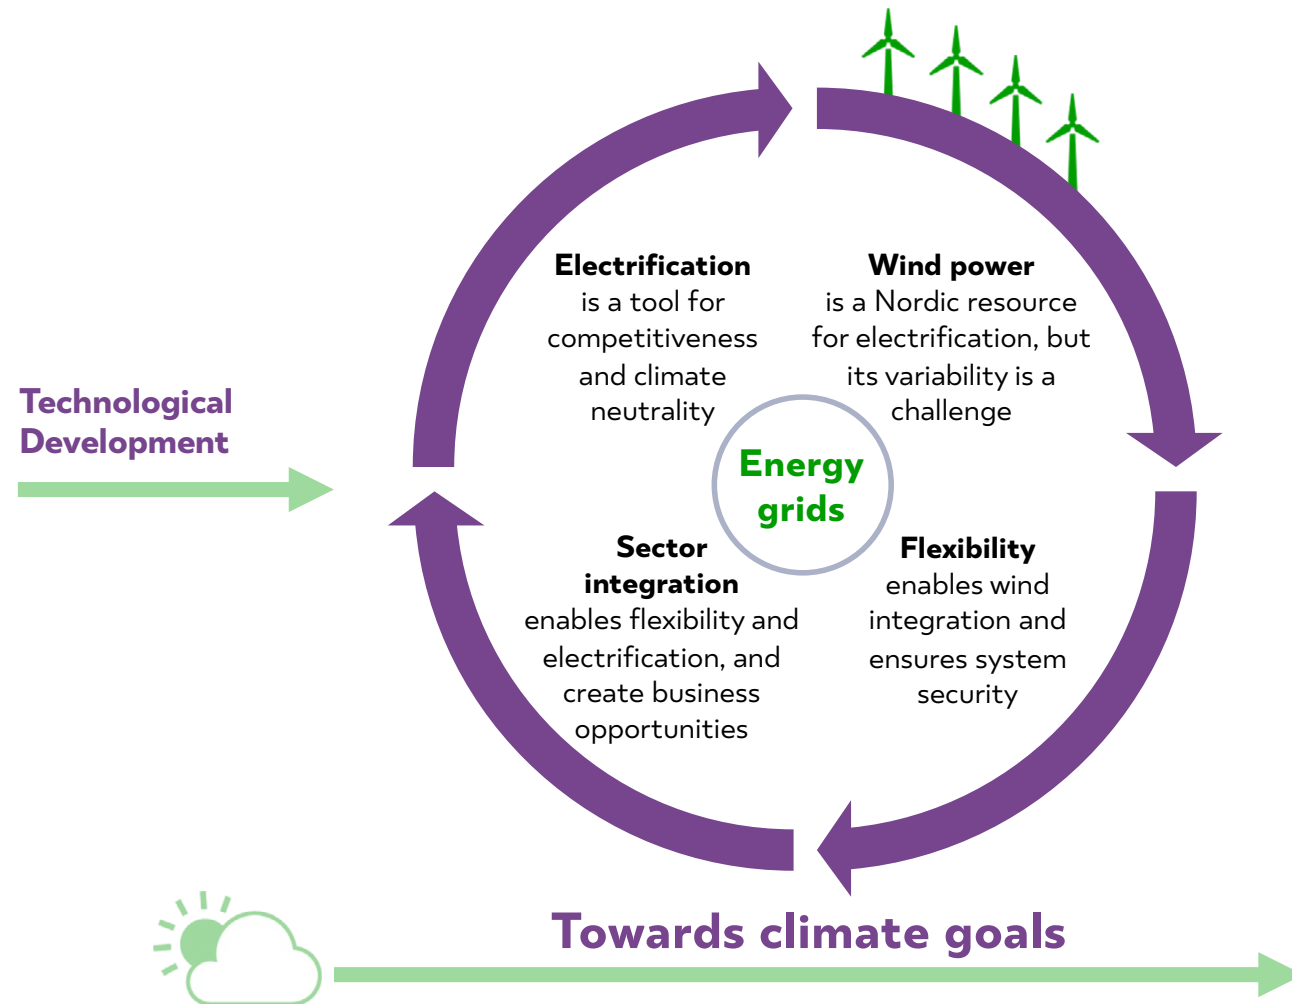 Technological
Development
Electrification
is a tool for
competitiveness
and climate
neutrality
Wind power
is a Nordic resource
for electrification, but
its variability is a
challenge
Energy
grids
Sector
integration
enables flexibility and
electrification, and
create business
opportunities
Flexibility
enables wind
integration and
ensures system
security
Towards climate goals